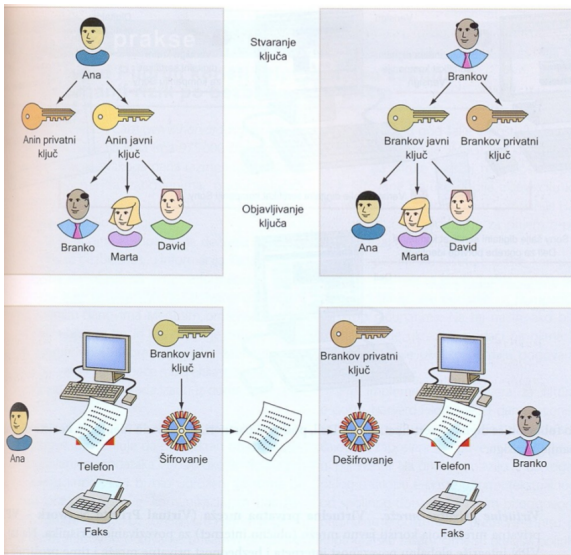 Ana
Anin privatni
ključ
Anin javni
ključ
Branko
Marta
David
Stvaranje
ključa
Objavljivanje
ključa
Brankov
Brankov javni
ključ
Brankov privatni
ključ
Ana
Marta
David
Ana
Telefon
Faks
Brankov javni
ključ
Šifrovanje
Brankov privatni
ključ
Dešifrovanje
Telefon
Faks
Branko